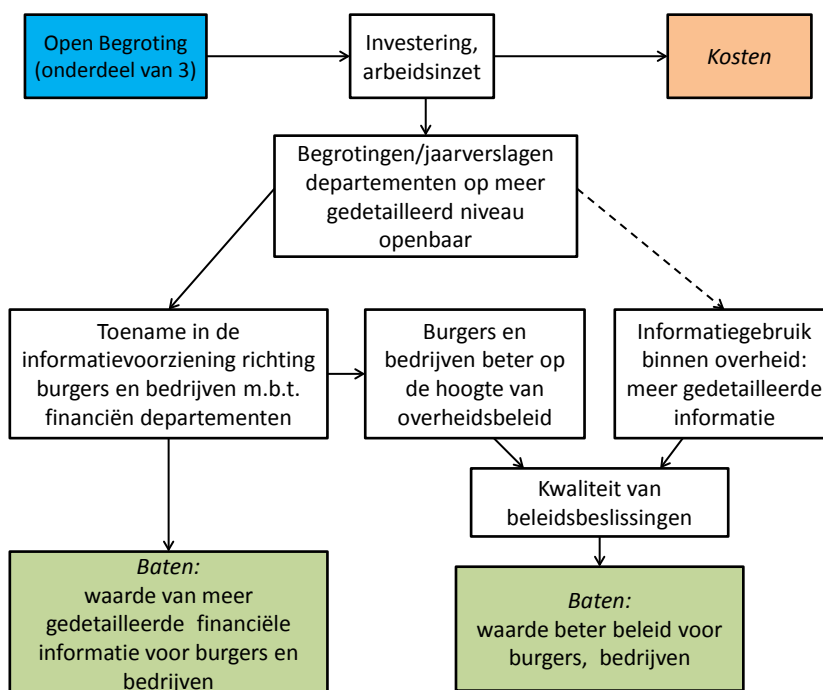 Open Begroting
(onderdeel van 3)
Investering,
arbeidsinzet
Kosten
Begrotingen/jaarverslagen
departementen op meer
gedetailleerd niveau
openbaar
Toename in de
informatievoorziening richting
burgers en bedrijven m.b.t.
financiën departementen
Burgers en
bedrijven beter op
de hoogte van
overheidsbeleid
Informatiegebruik
binnen overheid:
meer gedetailleerde
informatie
Kwaliteit van
beleidsbeslissingen
Baten:
waarde van meer
gedetailleerde financiële
informatie voor burgers en
bedrijven
Baten:
waarde beter beleid voor
burgers, bedrijven